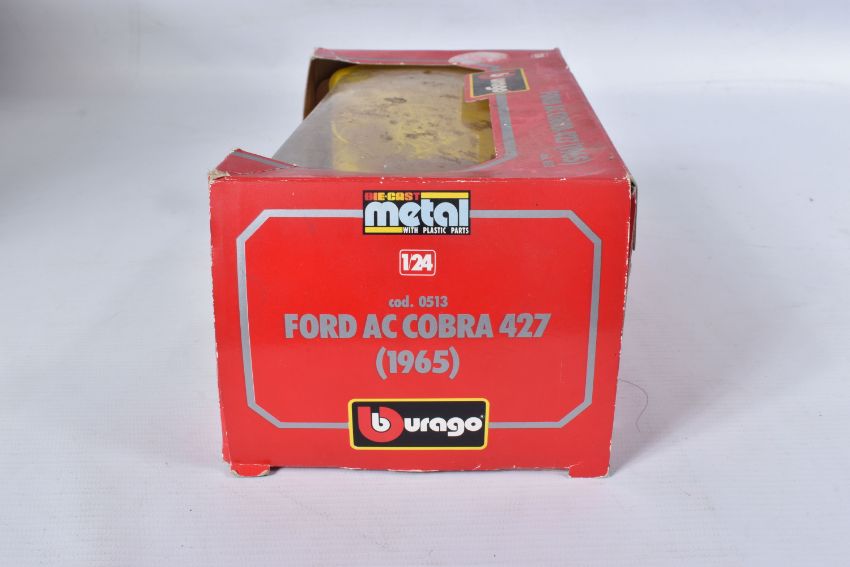 DIE-CAST
metal
WITH PLASTIC PARTS
1/24
cod. 0513
FORD AC COBRA 427
(1965)
burago